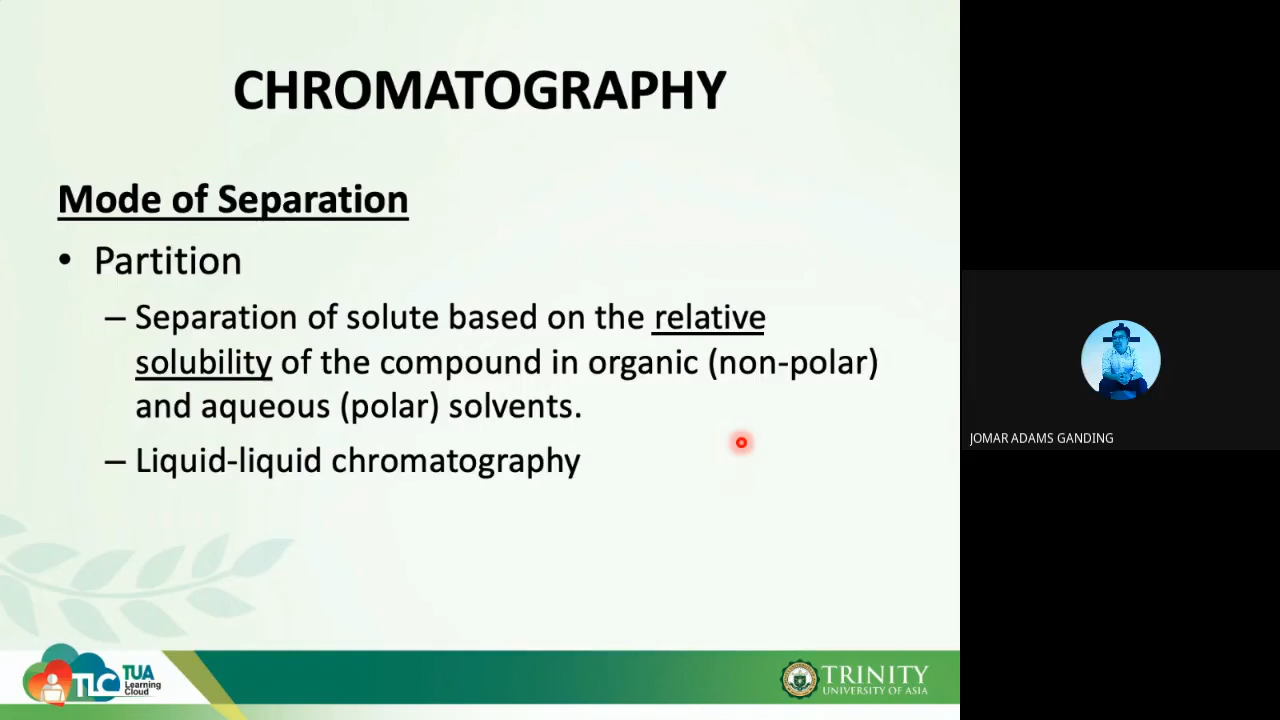 CHROMATOGRAPHY
Mode of Separation
• Partition
– Separation of solute based on the relative
solubility of the compound in organic (non-polar)
and aqueous (polar) solvents.
– Liquid-liquid chromatography
JOMAR ADAMS GANDING
TLC
TUA
Learning
Cloud
TRINITY
UNIVERSITY OF ASIA